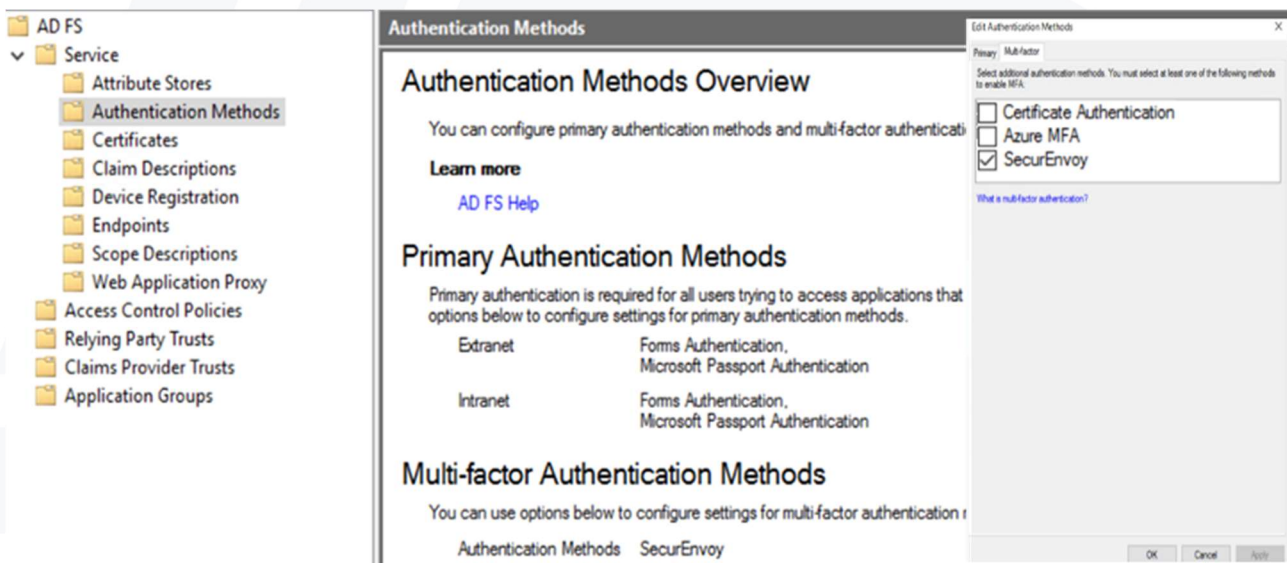 AD FS
Service
Attribute Stores
Authentication Methods
Certificates
Claim Descriptions
Device Registration
Endpoints
Scope Descriptions
Web Application Proxy
Access Control Policies
Relying Party Trusts
Claims Provider Trusts
Application Groups
Authentication Methods
Authentication Methods Overview
You can configure primary authentication methods and multi-factor authenticati
Learn more
AD FS Help
Primary Authentication Methods
Primary authentication is required for all users trying to access applications that
options below to configure settings for primary authentication methods.
Extranet Forms Authentication,
Microsoft Passport Authentication
Intranet Forms Authentication,
Microsoft Passport Authentication
Multi-factor Authentication Methods
You can use options below to configure settings for multi-factor authentication
Authentication Methods SecurEnvoy
Edit Authentication Methods X
Primary Multi-factor
Select additional authentication methods. You must select at least one of the following methods
to enable MFA:
Certificate Authentication
Azure MFA
SecurEnvoy
What is multi-factor authentication?
OK Cancel Apply